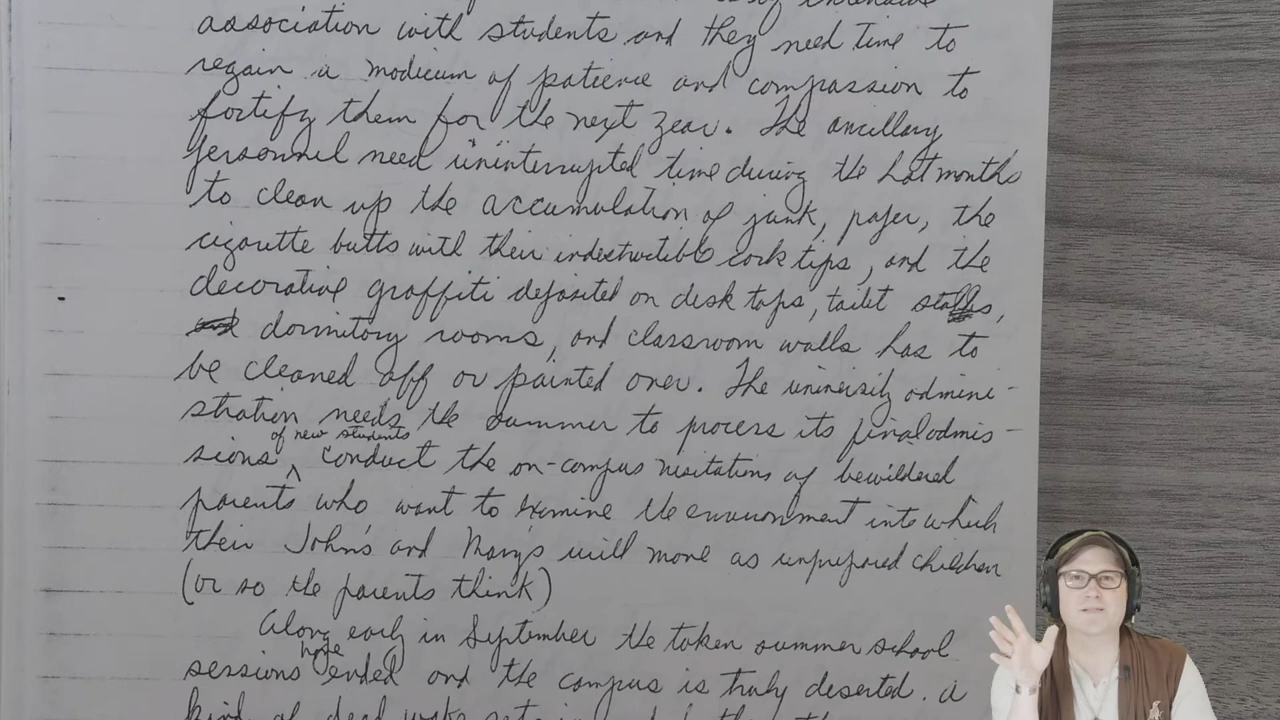 association with students and they need time to
regain a modicum of patience and compassion to
fortify them for the next year. The ancillary
personnel need uninterrupted time during the hot months
to clean up the accumulation of junk, paper, the
cigarette butts with their indestructible cork tips, and the
decorative graffiti deposited on desk tops, toilet stalls,
dormitory rooms, and classroom walls has to
be cleaned off or painted over. The university admini-
stration needs the summer to process its final admis-
of new students
sions, conduct the on-campus visitations of bewildered
parents who want to exmine the environment into which
their John's and Mary's will move as unprepared children
(or so the parents think)
Along early in September the token summer school
have
sessions ended and the campus is truly deserted. A
kind of dead